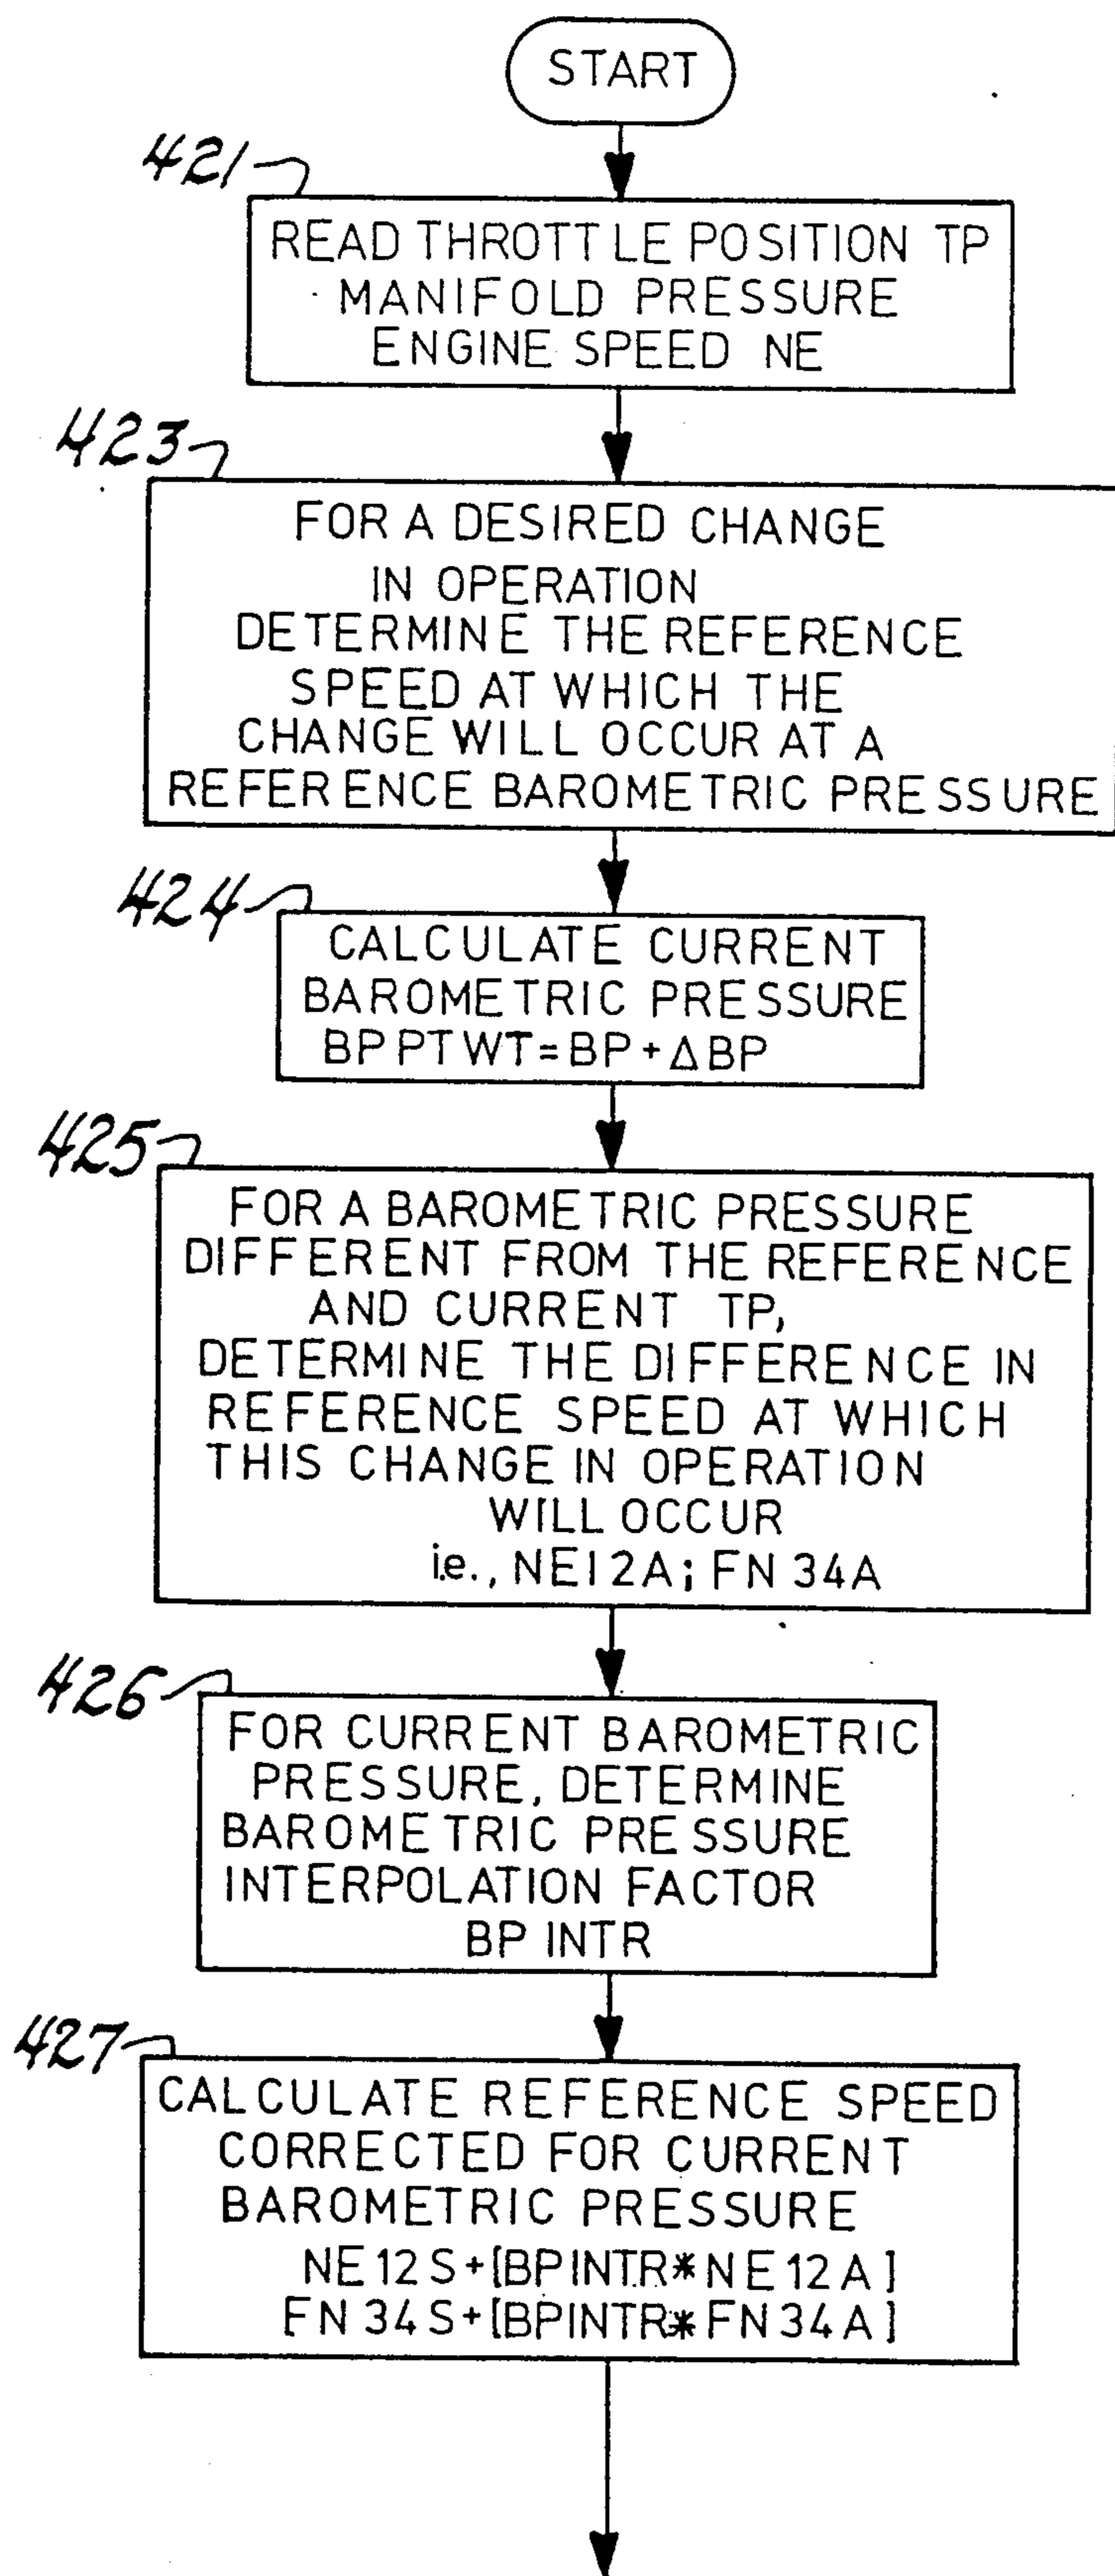 START
421
READ THROTTLE POSITION TP
MANIFOLD PRESSURE
ENGINE SPEED NE
423
FOR A DESIRED CHANGE
IN OPERATION
DETERMINE THE REFERENCE
SPEED AT WHICH THE
CHANGE WILL OCCUR AT A
REFERENCE BAROMETRIC PRESSURE
424
CALCULATE CURRENT
BAROMETRIC PRESSURE
BPPTWT=BP+ΔBP
425
FOR A BAROMETRIC PRESSURE
DIFFERENT FROM THE REFERENCE
AND CURRENT TP,
DETERMINE THE DIFFERENCE IN
REFERENCE SPEED AT WHICH
THIS CHANGE IN OPERATION
WILL OCCUR
i.e., NE12A; FN34A
426
FOR CURRENT BAROMETRIC
PRESSURE, DETERMINE
BAROMETRIC PRESSURE
INTERPOLATION FACTOR
BP INTR
427
CALCULATE REFERENCE SPEED
CORRECTED FOR CURRENT
BAROMETRIC PRESSURE
NE12S+[BPINTR*NE12A]
FN34S+[BPINTR*FN34A]